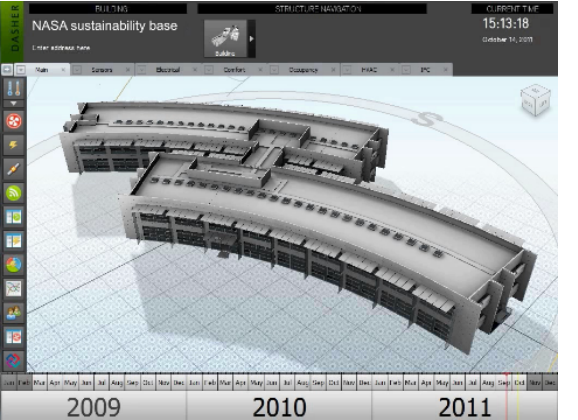 DASHER
BUILDING
STRUCTURE NAVIGATION
CURRENT TIME
NASA sustainability base
Enter address here
Building
15:13:18
October 14, 2011
Main Sensors Electrical Comfort Occupancy HVAC
S
Jan Feb Mar Apr May Jun Jul Aug Sep Oct Nov Dec Jan Feb Mar Apr May Jun Jul Aug Sep Oct Nov Dec Jan Feb Mar Apr May Jun Jul Aug Sep Oct Nov Dec
2009 2010 2011